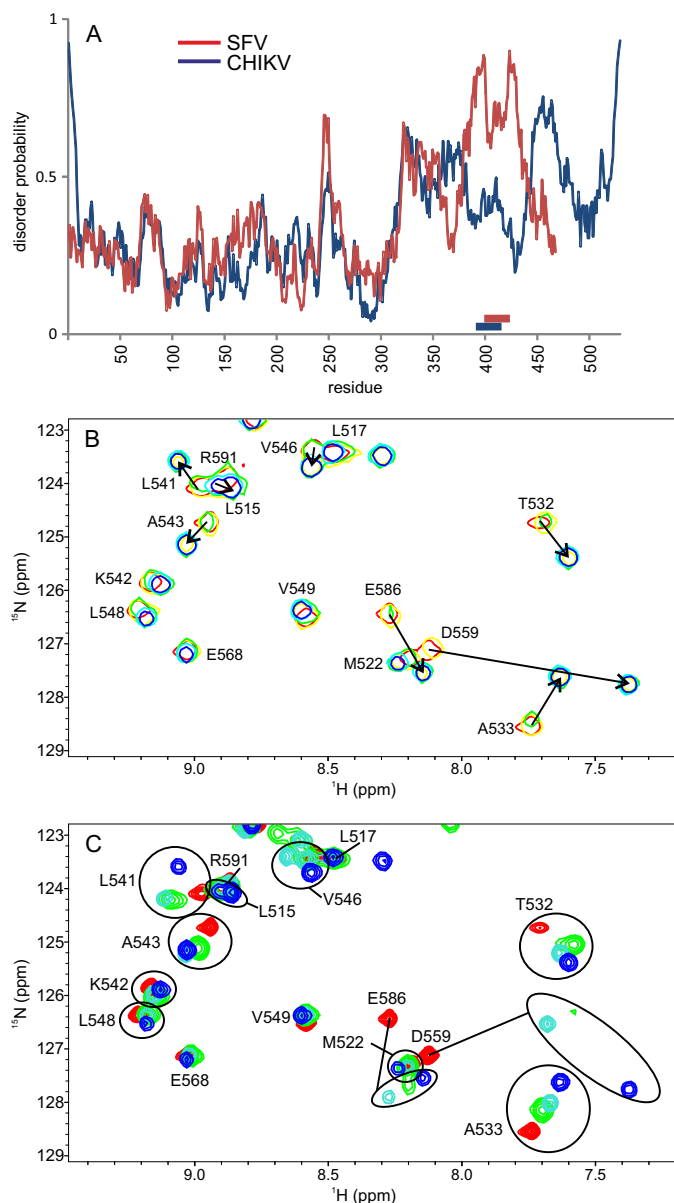 A
SFV
CHIKV
disorder probability
1
0.5
0
50
100
150
200
250
300
350
400
450
500
residue
B
123
124
125
126
127
128
129
¹⁵N (ppm)
R591
V546
L517
L541
L515
A543
T532
K542
L548
V549
E586
E568
M522
D559
A533
9.0
8.5
8.0
7.5
¹H (ppm)
C
123
124
125
126
127
128
129
¹⁵N (ppm)
L517
R591
L541
L515
V546
T532
A543
K542
E586
L548
V549
M522
D559
E568
A533
9.0
8.5
8.0
7.5
¹H (ppm)